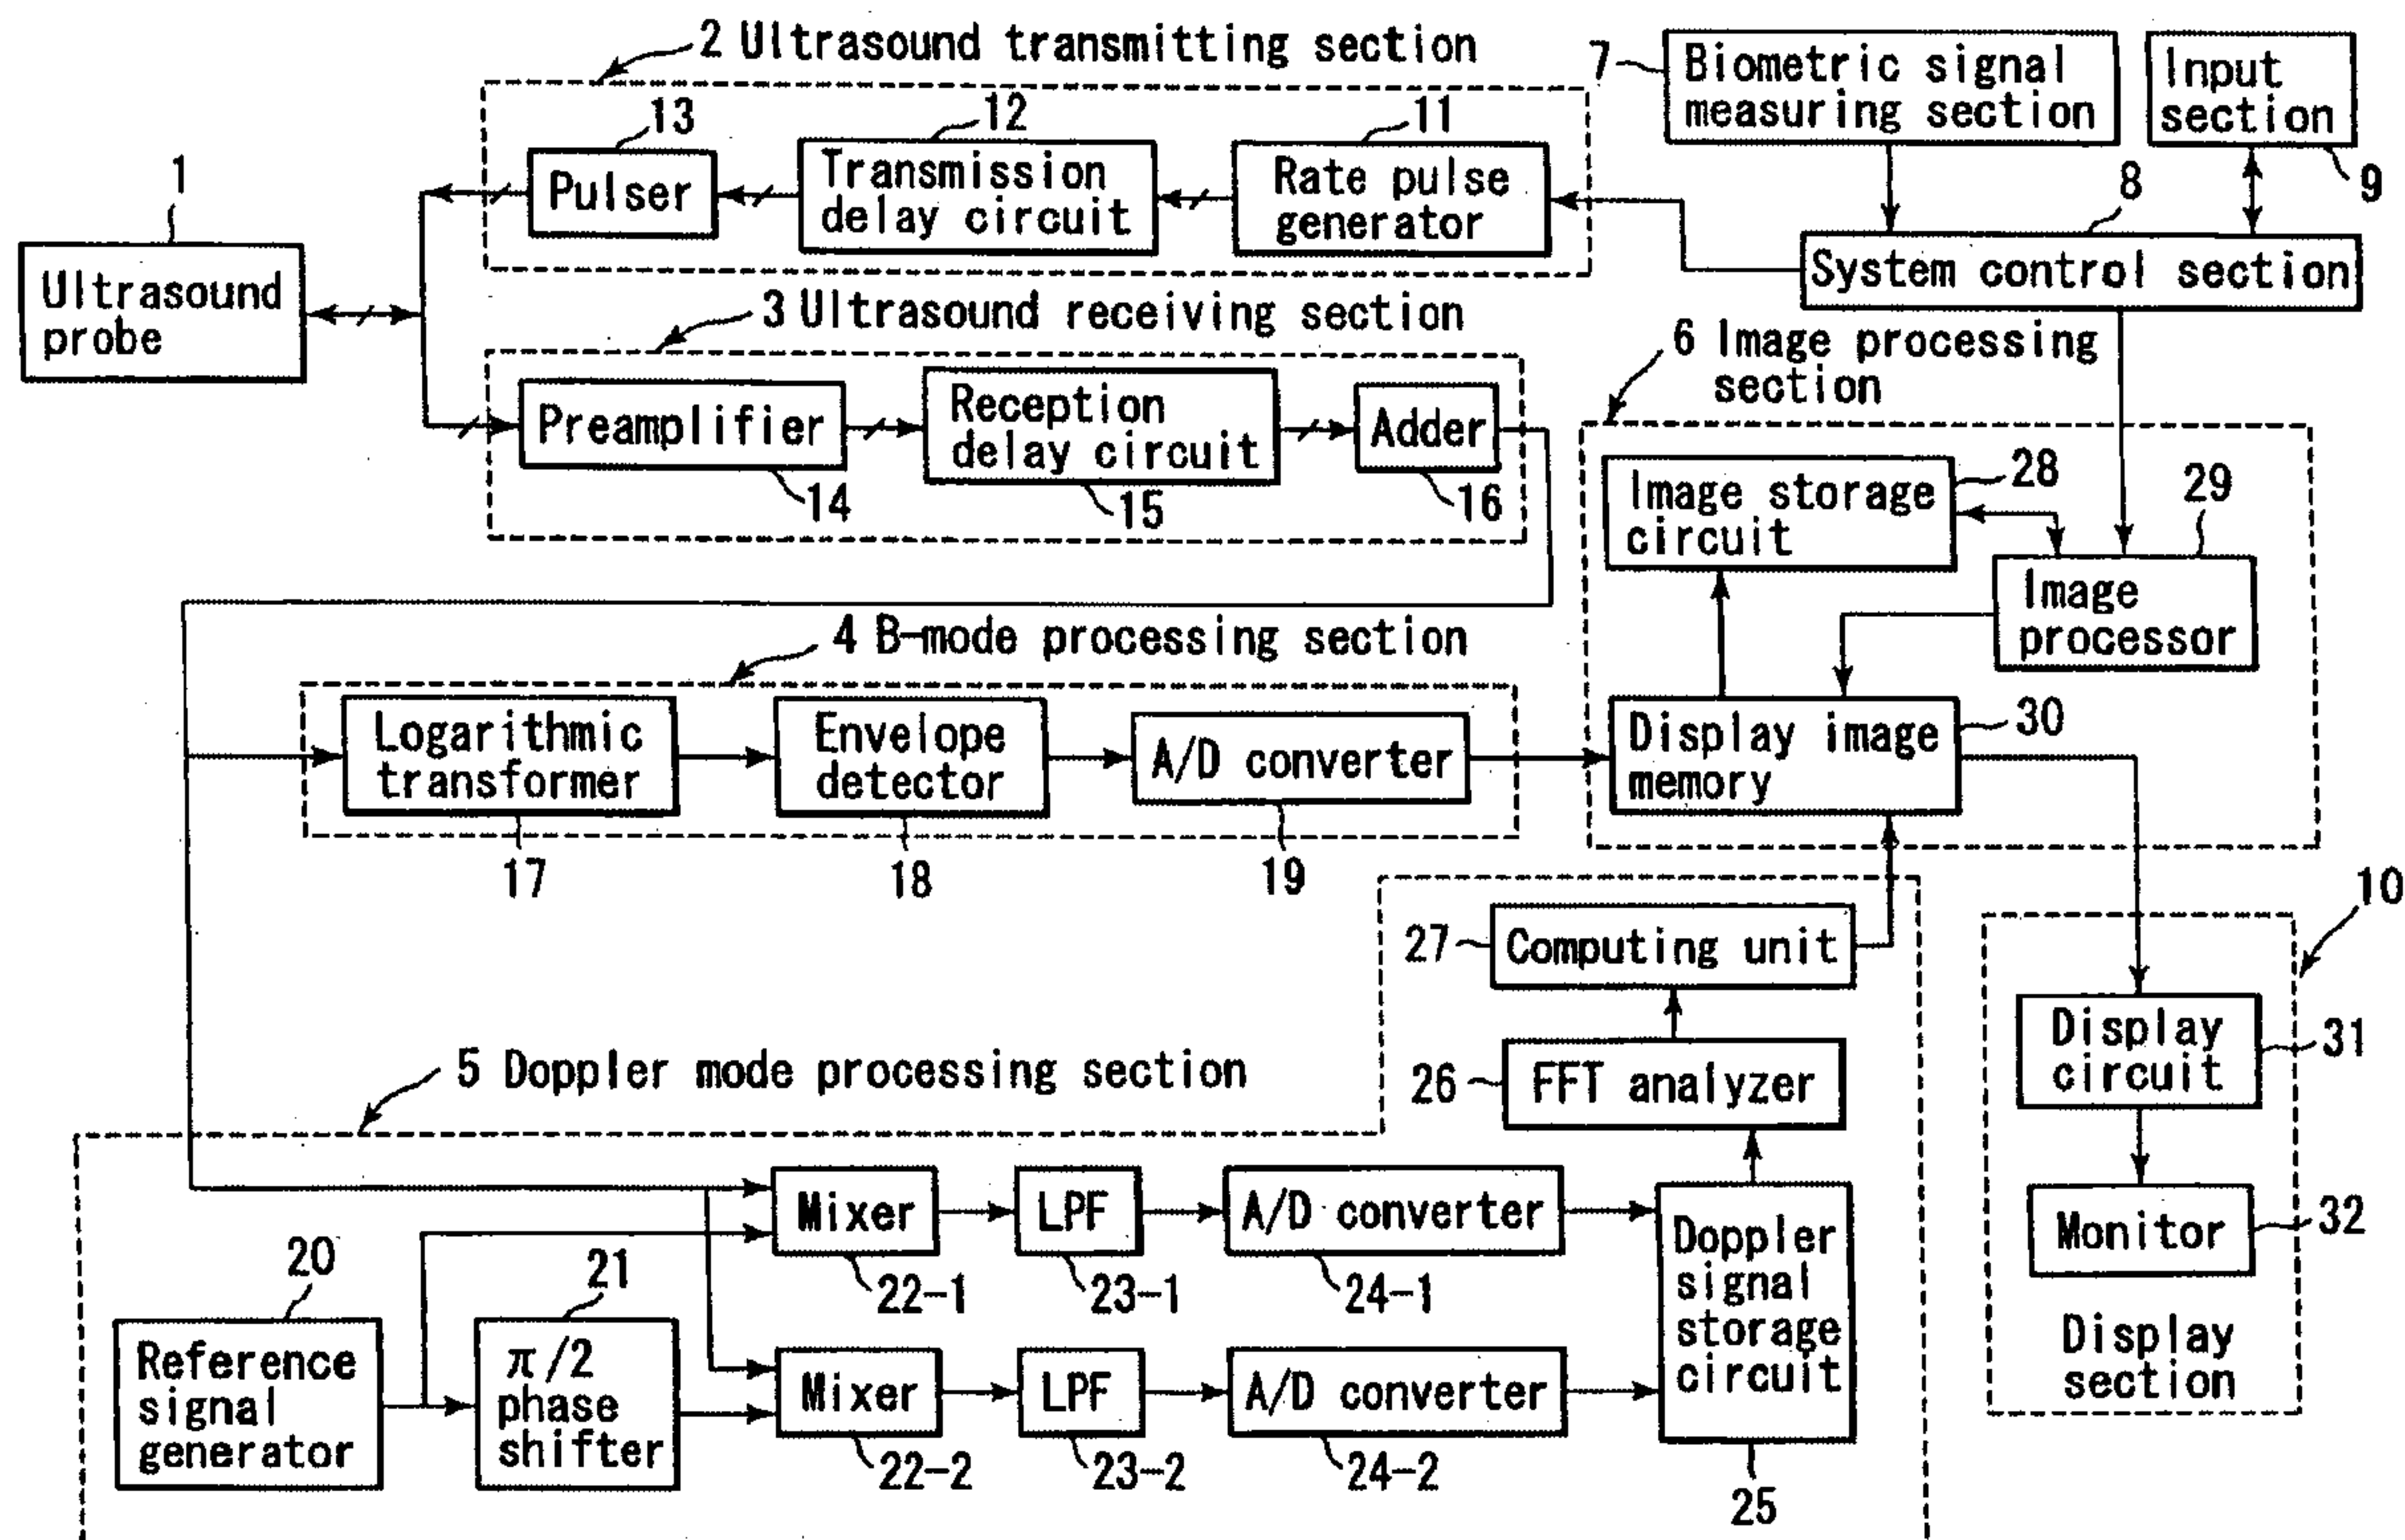 2 Ultrasound transmitting section
7
Biometric signal
measuring section
Input
section
9
13
12
11
Pulser
Transmission
delay circuit
Rate pulse
generator
1
Ultrasound
probe
8
System control section
3 Ultrasound receiving section
6 Image processing
section
Preamplifier
Reception
delay circuit
Adder
14
15
16
Image storage
circuit
28
29
Image
processor
4 B-mode processing section
Logarithmic
transformer
Envelope
detector
A/D converter
Display image
memory
30
17
18
19
10
27
Computing unit
5 Doppler mode processing section
26
FFT analyzer
Display
circuit
31
Mixer
LPF
A/D converter
Doppler
signal
storage
circuit
Monitor
32
20
21
22-1
23-1
24-1
Reference
signal
generator
π/2
phase
shifter
Mixer
LPF
A/D converter
Display
section
22-2
23-2
24-2
25